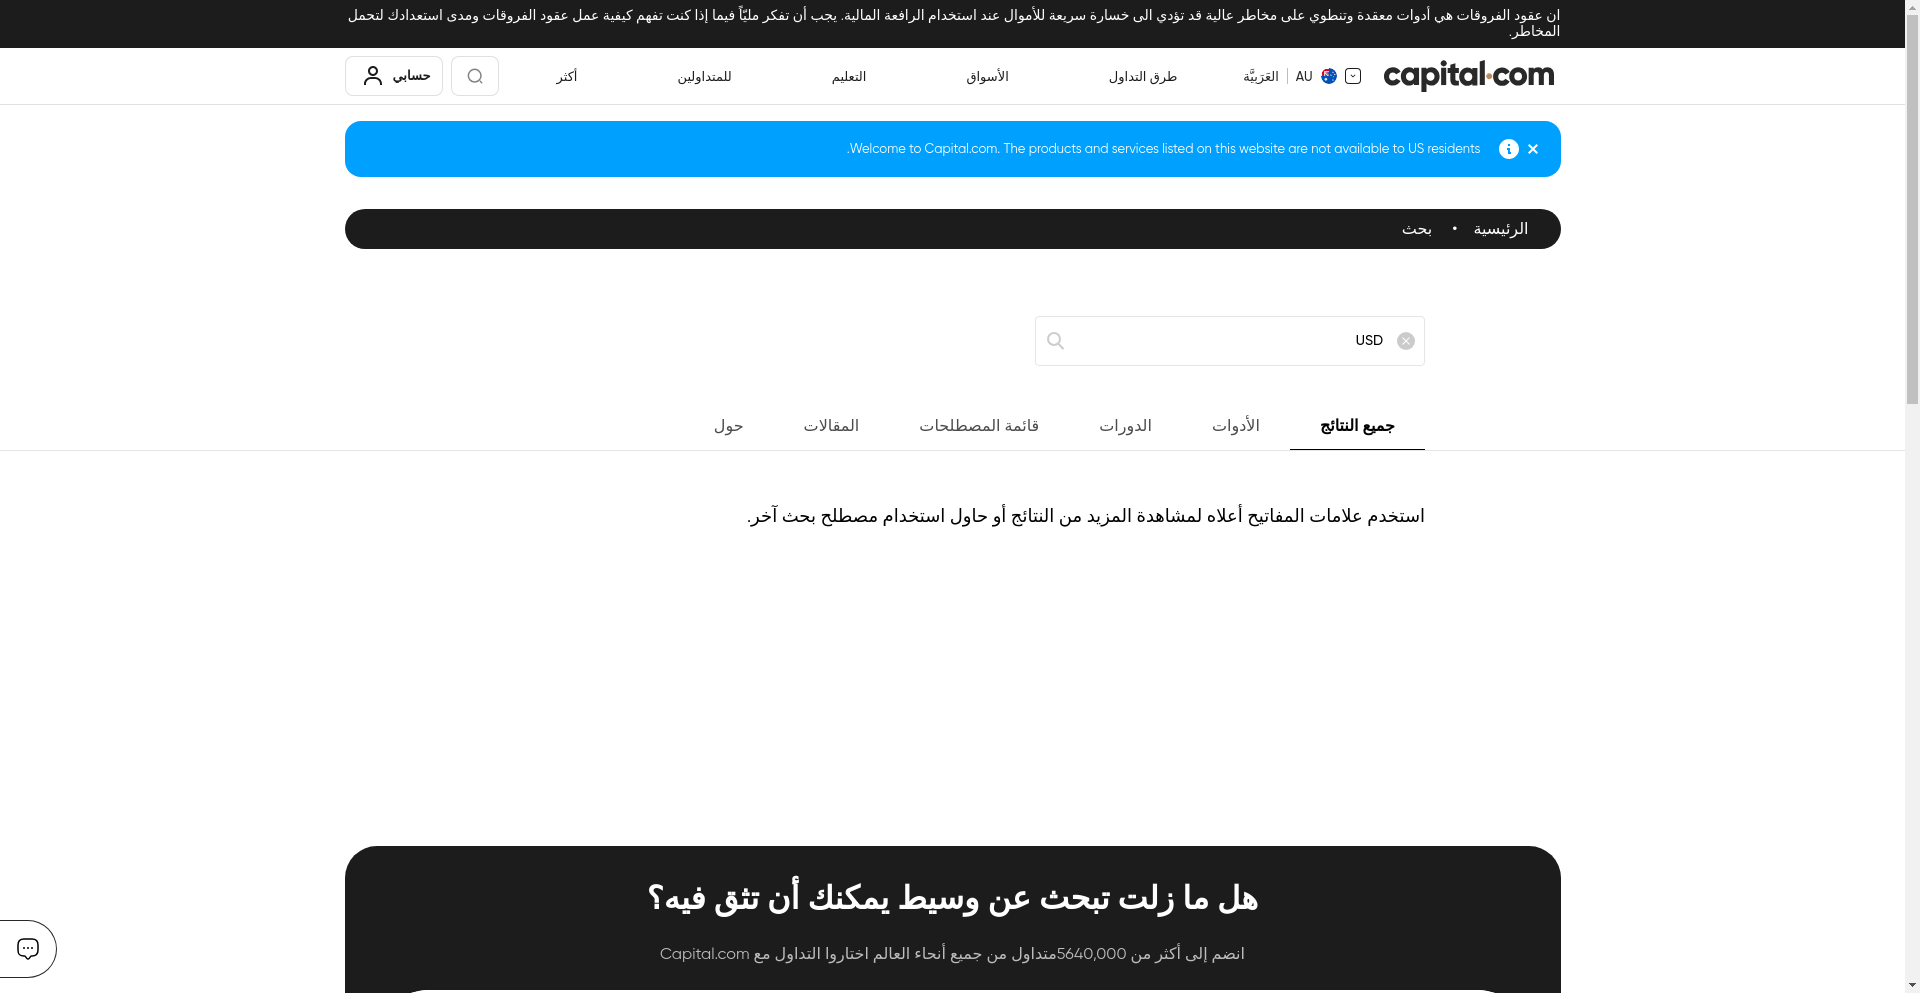 ان عقود الفروقات هي أدوات معقدة وتنطوي على مخاطر عالية قد تؤدي الى خسارة سريعة للأموال عند استخدام الرافعة المالية. يجب أن تفكر مليّاً فيما إذا كنت تفهم كيفية عمل عقود الفروقات ومدى استعدادك لتحمل
المخاطر.
capital.com
AU
العَرَبِيَّة
طرق التداول
الأسواق
التعليم
للمتداولين
أكثر
حسابي
Welcome to Capital.com. The products and services listed on this website are not available to US residents.
الرئيسية • بحث
USD
جميع النتائج
الأدوات
الدورات
قائمة المصطلحات
المقالات
حول
استخدم علامات المفاتيح أعلاه لمشاهدة المزيد من النتائج أو حاول استخدام مصطلح بحث آخر.
هل ما زلت تبحث عن وسيط يمكنك أن تثق فيه؟
انضم إلى أكثر من 5640,000متداول من جميع أنحاء العالم اختاروا التداول مع Capital.com